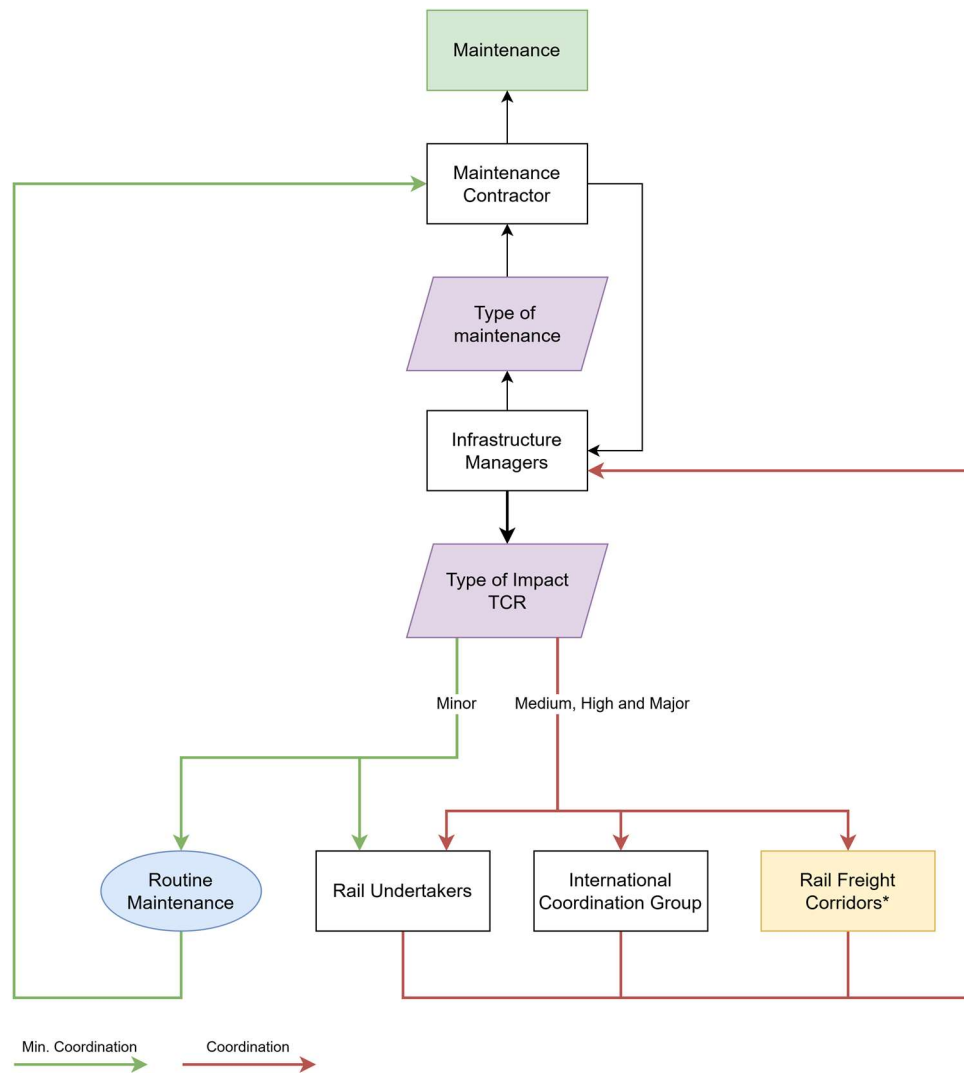 Maintenance
Maintenance
Contractor
Type of
maintenance
Infrastructure
Managers
Type of Impact
TCR
Minor
Medium, High and Major
Routine
Maintenance
Rail Undertakers
International
Coordination Group
Rail Freight
Corridors*
Min. Coordination
Coordination